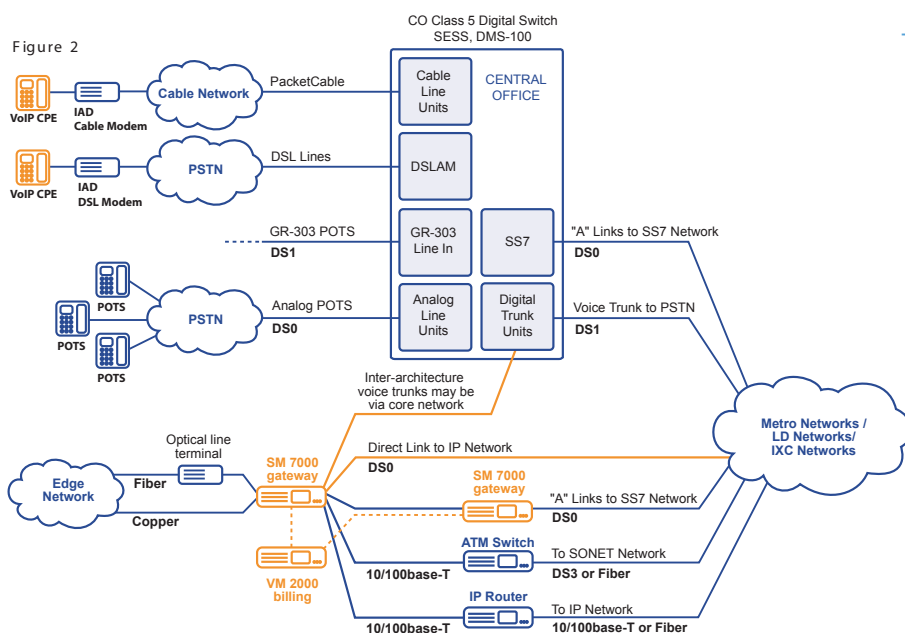 CO Class 5 Digital Switch
SESS, DMS-100
Figure 2
PacketCable
Cable
Line
Units
CENTRAL
OFFICE
Cable Network
VoIP CPE
IAD
Cable Modem
DSL Lines
DSLAM
PSTN
VoIP CPE
IAD
DSL Modem
GR-303 POTS
DS1
GR-303
Line In
SS7
"A" Links to SS7 Network
DS0
POTS
POTS
POTS
PSTN
Analog POTS
DS0
Analog
Line
Units
Digital
Trunk
Units
Voice Trunk to PSTN
DS1
Inter-architecture
voice trunks may be
via core network
Metro Networks /
LD Networks/
IXC Networks
Optical line
terminal
Direct Link to IP Network
DS0
SM 7000
gateway
SM 7000
gateway
Edge
Network
Fiber
Copper
"A" Links to SS7 Network
DS0
ATM Switch
To SONET Network
DS3 or Fiber
10/100base-T
VM 2000
billing
IP Router
To IP Network
10/100base-T or Fiber
10/100base-T